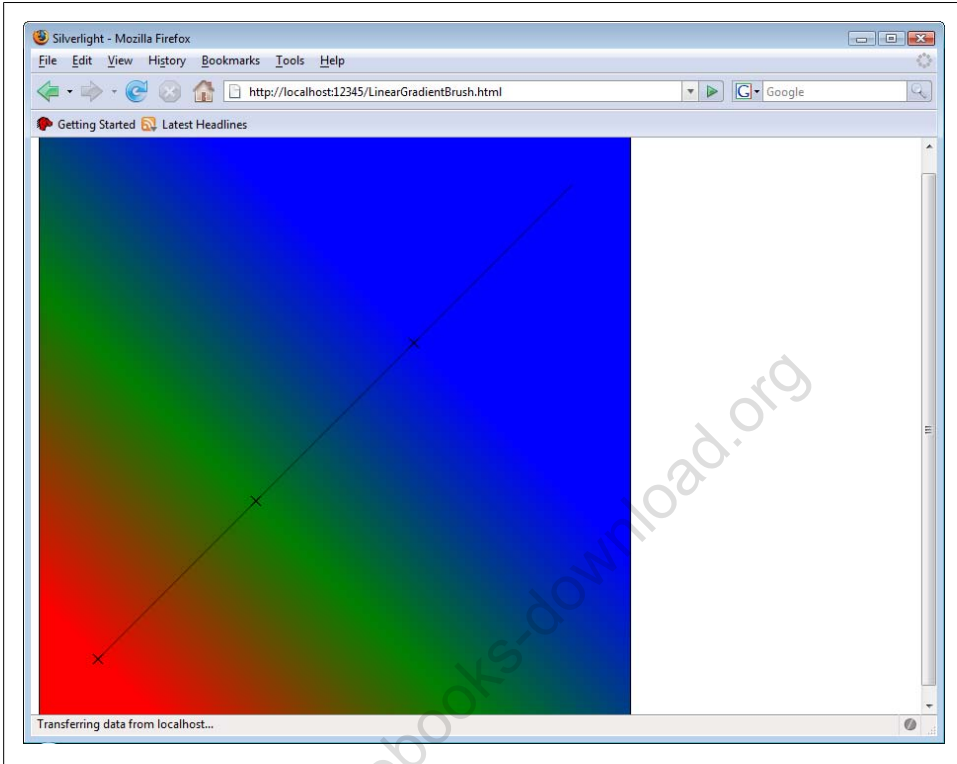 Silverlight - Mozilla Firefox
File Edit View History Bookmarks Tools Help
http://localhost:12345/LinearGradientBrush.html
G Google
Getting Started Latest Headlines
ebooks-download.org
Transferring data from localhost...